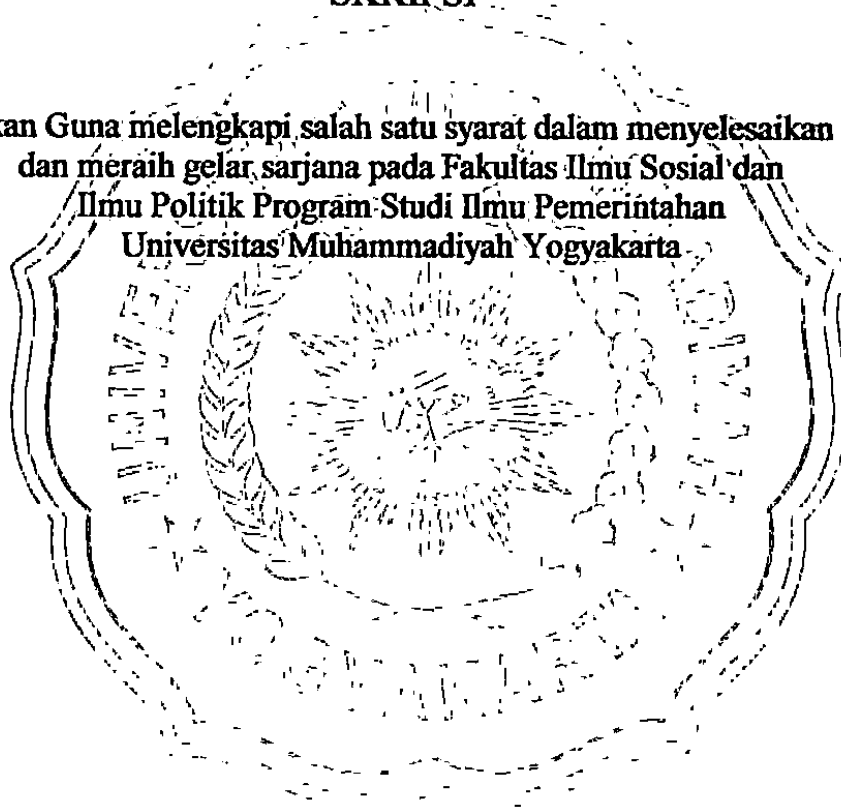 SKRIPSI
kan Guna melengkapi salah satu syarat dalam menyelesaikan
dan meraih gelar sarjana pada Fakultas Ilmu Sosial dan
Ilmu Politik Program Studi Ilmu Pemerintahan
Universitas Muhammadiyah Yogyakarta